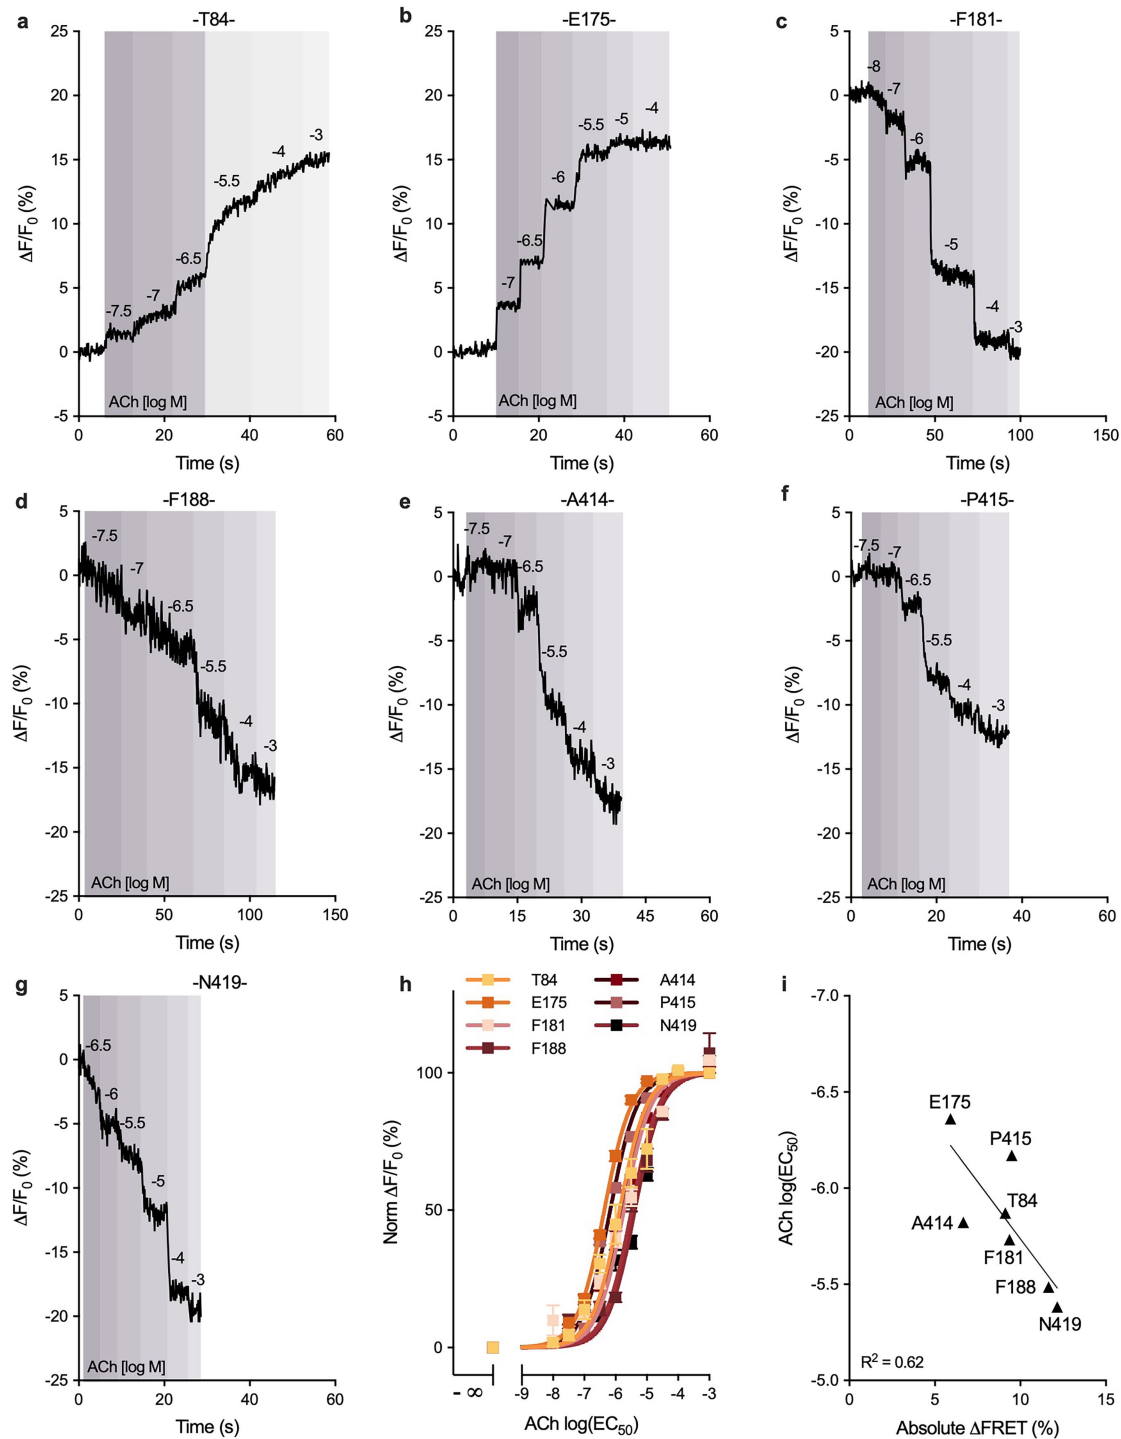 a
-T84-
25
20
15
10
5
0
-5
ΔF/F0 (%)
-7.5
-7
-6.5
-5.5
-4
-3
ACh [log M]
0
20
40
60
Time (s)
b
-E175-
25
20
15
10
5
0
-5
ΔF/F0 (%)
-7
-6.5
-6
-5.5
-5
-4
ACh [log M]
0
20
40
60
Time (s)
c
-F181-
5
0
-5
-10
-15
-20
-25
ΔF/F0 (%)
-8
-7
-6
-5
-4
-3
ACh [log M]
0
50
100
150
Time (s)
d
-F188-
5
0
-5
-10
-15
-20
-25
ΔF/F0 (%)
-7.5
-7
-6.5
-5.5
-4
-3
ACh [log M]
0
50
100
150
Time (s)
e
-A414-
5
0
-5
-10
-15
-20
-25
ΔF/F0 (%)
-7.5
-7
-6.5
-5.5
-4
-3
ACh [log M]
0
15
30
45
60
Time (s)
f
-P415-
5
0
-5
-10
-15
-20
-25
ΔF/F0 (%)
-7.5
-7
-6.5
-5.5
-4
-3
ACh [log M]
0
20
40
60
Time (s)
g
-N419-
5
0
-5
-10
-15
-20
-25
ΔF/F0 (%)
-6.5
-6
-5.5
-5
-4
-3
ACh [log M]
0
20
40
60
Time (s)
h
T84
E175
F181
F188
A414
P415
N419
100
50
0
Norm ΔF/F0 (%)
- ∞
-9
-8
-7
-6
-5
-4
-3
ACh log(EC50)
i
-7.0
-6.5
-6.0
-5.5
-5.0
ACh log(EC50)
E175
P415
T84
A414
F181
F188
N419
R2 = 0.62
0
5
10
15
Absolute ΔFRET (%)